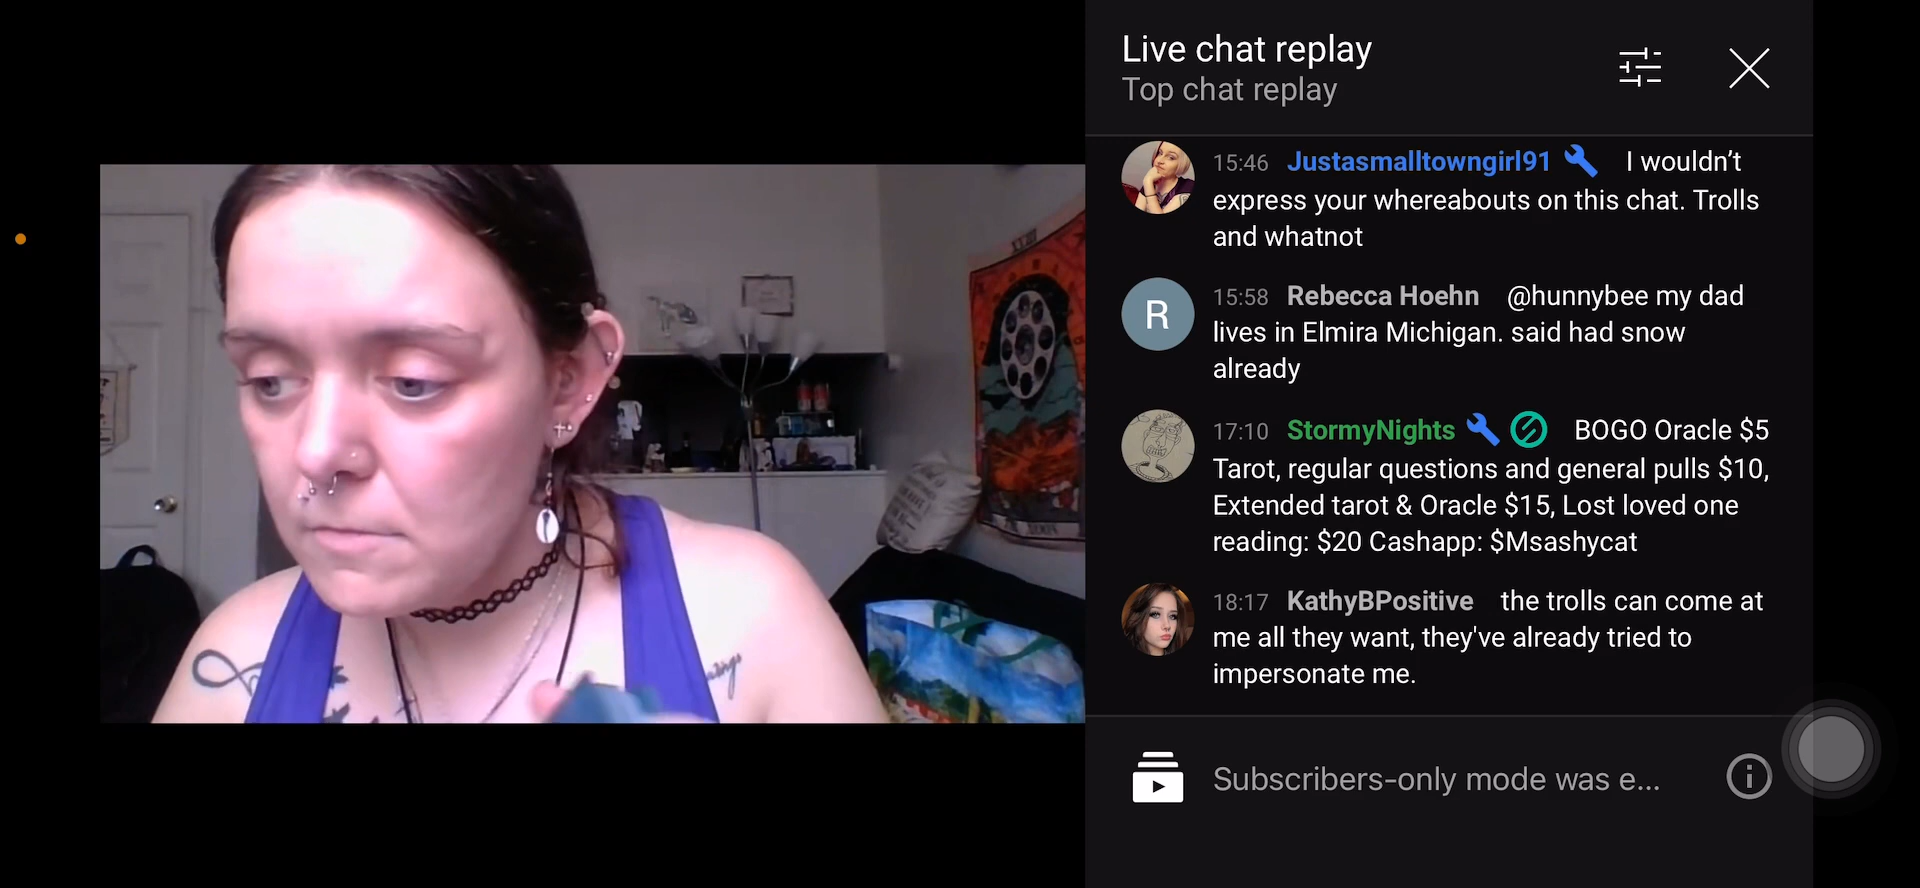 Live chat replay
Top chat replay
15:46 Justasmalltowngirl91 I wouldn’t
express your whereabouts on this chat. Trolls
and whatnot
R
15:58 Rebecca Hoehn @hunnybee my dad
lives in Elmira Michigan. said had snow
already
17:10 StormyNights BOGO Oracle $5
Tarot, regular questions and general pulls $10,
Extended tarot & Oracle $15, Lost loved one
reading: $20 Cashapp: $Msashycat
18:17 KathyBPositive the trolls can come at
me all they want, they've already tried to
impersonate me.
Subscribers-only mode was e...